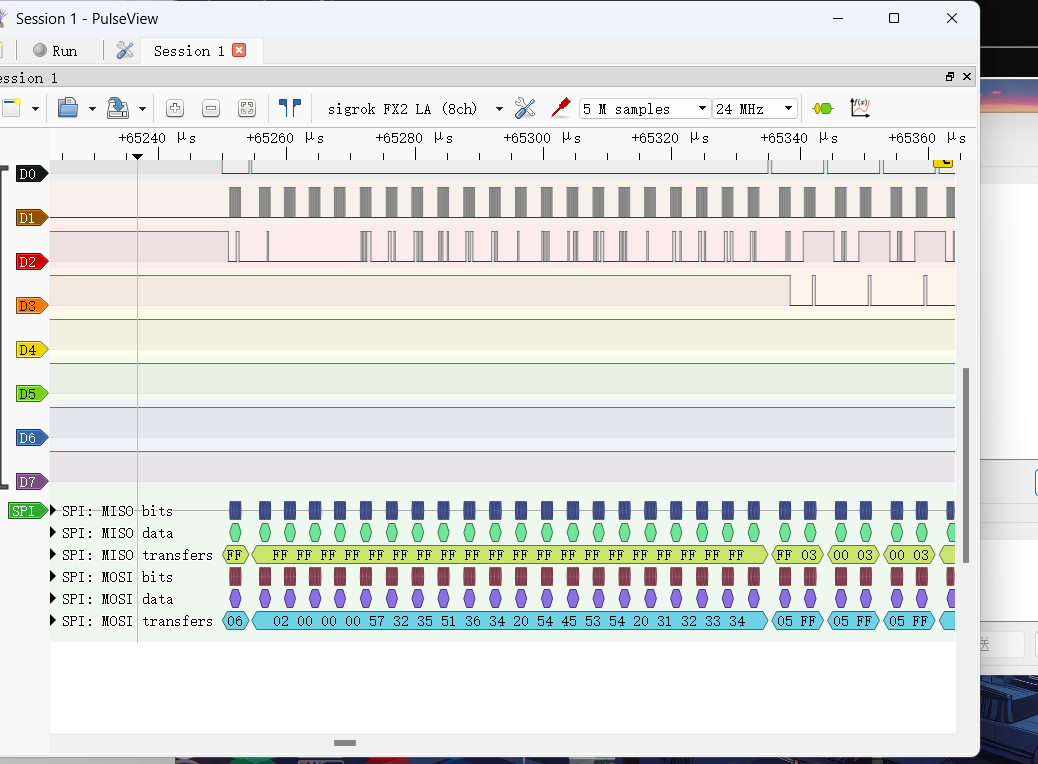 Session 1 - PulseView
Run
Session 1
ession 1
sigrok FX2 LA (8ch)
5 M samples
24 MHz
+65240 µs
+65260 µs
+65280 µs
+65300 µs
+65320 µs
+65340 µs
+65360 µs
D0
D1
D2
D3
D4
D5
D6
D7
SPI
SPI: MISO bits
SPI: MISO data
SPI: MISO transfers
FF
FF FF FF FF FF FF FF FF FF FF FF FF FF FF FF FF FF FF FF FF
FF 03
00 03
00 03
SPI: MOSI bits
SPI: MOSI data
SPI: MOSI transfers
06
02 00 00 00 57 32 35 51 36 34 20 54 45 53 54 20 31 32 33 34
05 FF
05 FF
05 FF
送